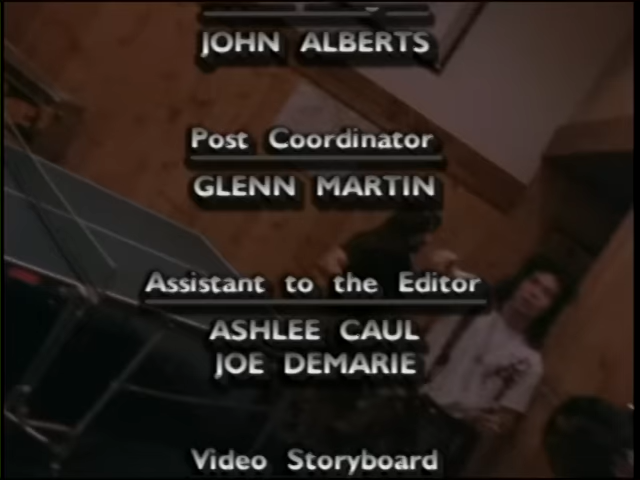 JOHN ALBERTS
Post Coordinator
GLENN MARTIN
Assistant to the Editor
ASHLEE CAUL
JOE DEMARIE
Video Storyboard